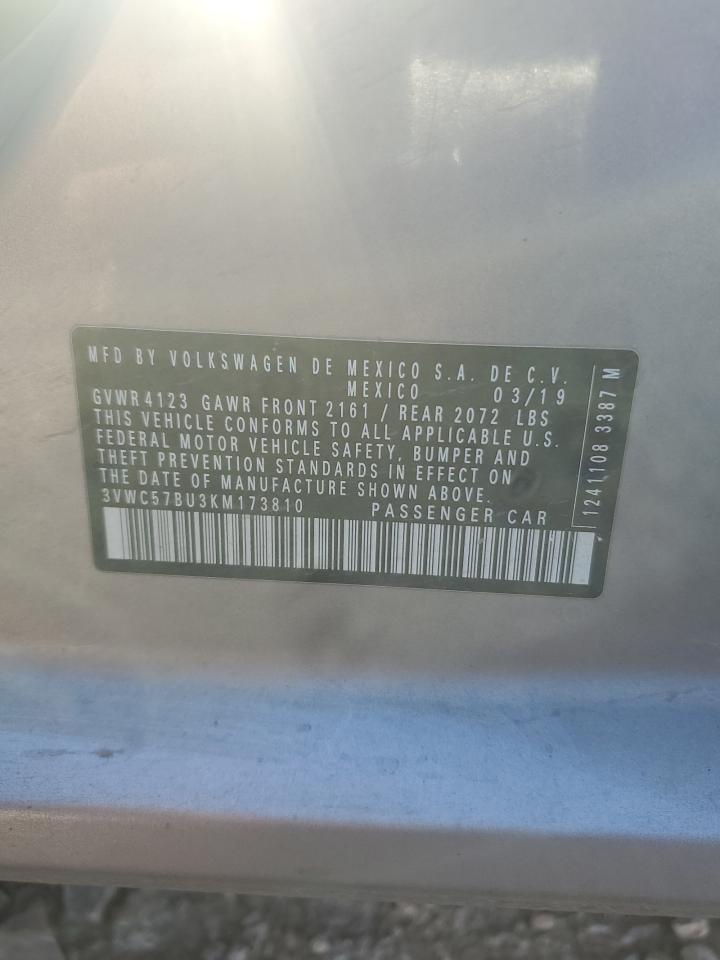 MFD BY VOLKSWAGEN DE MEXICO S.A. DE C.V.
MEXICO 03/19
GVWR 4123 GAWR FRONT 2161 / REAR 2072 LBS
THIS VEHICLE CONFORMS TO ALL APPLICABLE U.S.
FEDERAL MOTOR VEHICLE SAFETY, BUMPER AND
THEFT PREVENTION STANDARDS IN EFFECT ON
THE DATE OF MANUFACTURE SHOWN ABOVE.
3VWC57BU3KM173810 PASSENGER CAR
1241108 3387 M